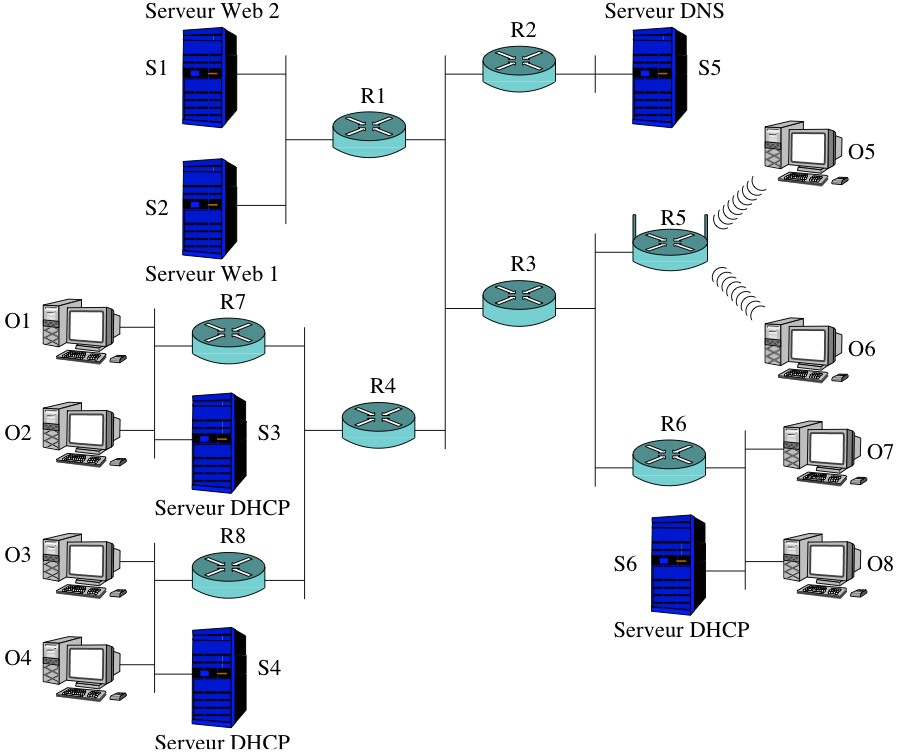 Serveur Web 2
Serveur DNS
R2
S1
S5
R1
O5
S2
R5
Serveur Web 1
R3
R7
O1
O6
R4
O2
S3
R6
O7
Serveur DHCP
R8
O3
S6
O8
Serveur DHCP
O4
S4
Serveur DHCP